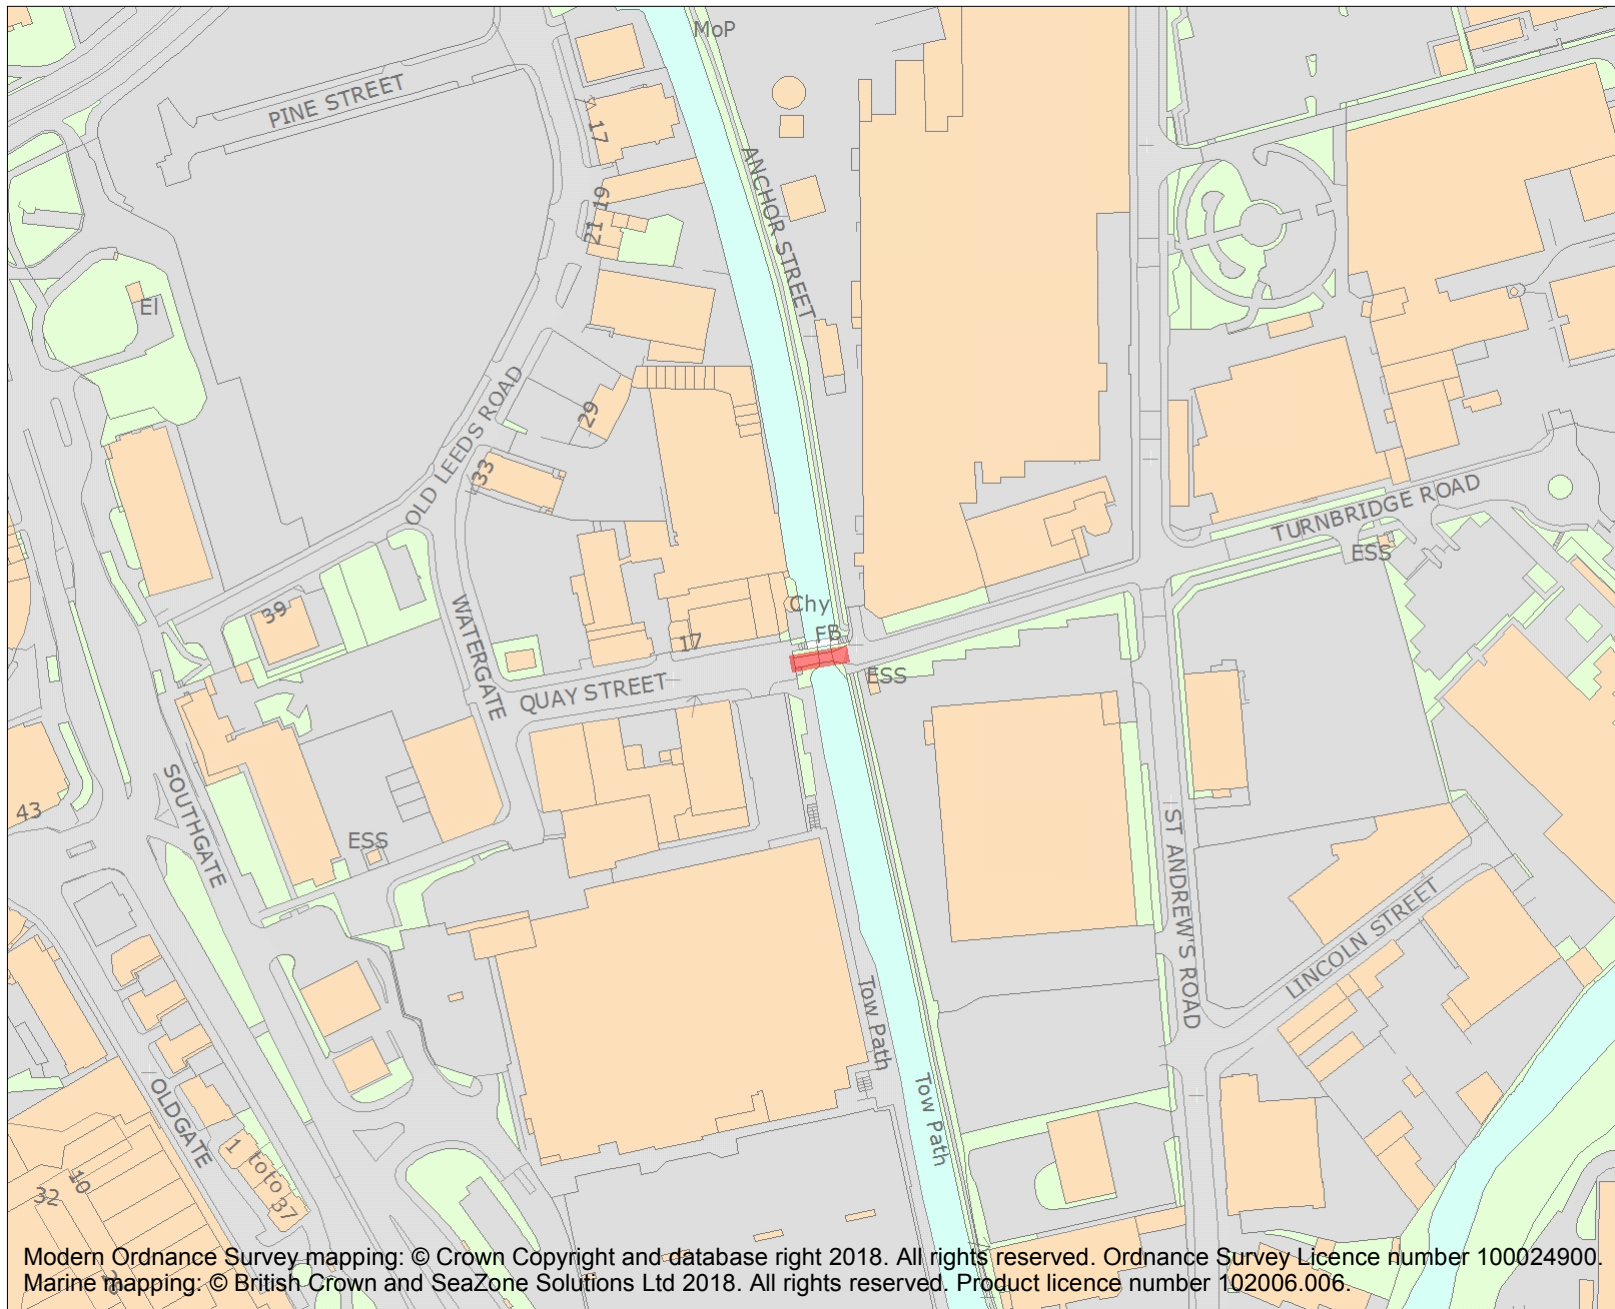 MoP
PINE STREET
17
ANCHOR STREET
19
21
EI
29
OLD LEEDS ROAD
33
TURNBRIDGE ROAD
ESS
39
WATERGATE
Chy
FB
17
ESS
QUAY STREET
SOUTHGATE
43
ESS
ST ANDREW'S ROAD
LINCOLN STREET
Tow Path
Tow Path
OLDGATE
1 to 37
10
32
Modern Ordnance Survey mapping: © Crown Copyright and database right 2018. All rights reserved. Ordnance Survey Licence number 100024900.
Marine mapping: © British Crown and SeaZone Solutions Ltd 2018. All rights reserved. Product licence number 102006.006.